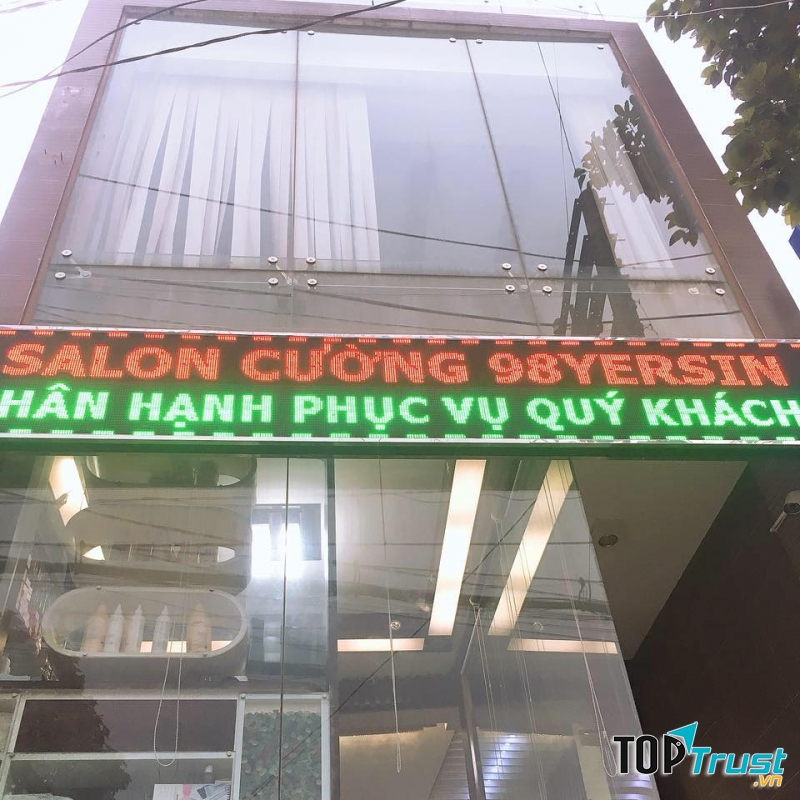 SALON CƯỜNG 98YERSIN
HÂN HẠNH PHỤC VỤ QUÝ KHÁCH
TOPTrust
.vn